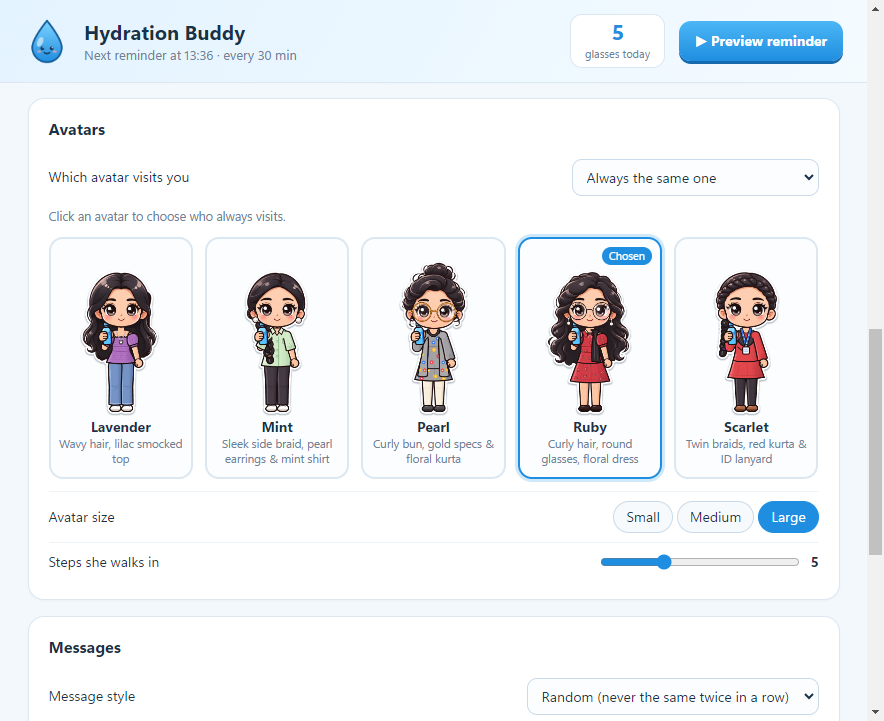 Hydration Buddy
Next reminder at 13:36 · every 30 min
5
glasses today
▶ Preview reminder
Avatars
Which avatar visits you
Always the same one
Click an avatar to choose who always visits.
Lavender
Wavy hair, lilac smocked
top
Mint
Sleek side braid, pearl
earrings & mint shirt
Pearl
Curly bun, gold specs &
floral kurta
Chosen
Ruby
Curly hair, round
glasses, floral dress
Scarlet
Twin braids, red kurta &
ID lanyard
Avatar size
Small
Medium
Large
Steps she walks in
5
Messages
Message style
Random (never the same twice in a row)